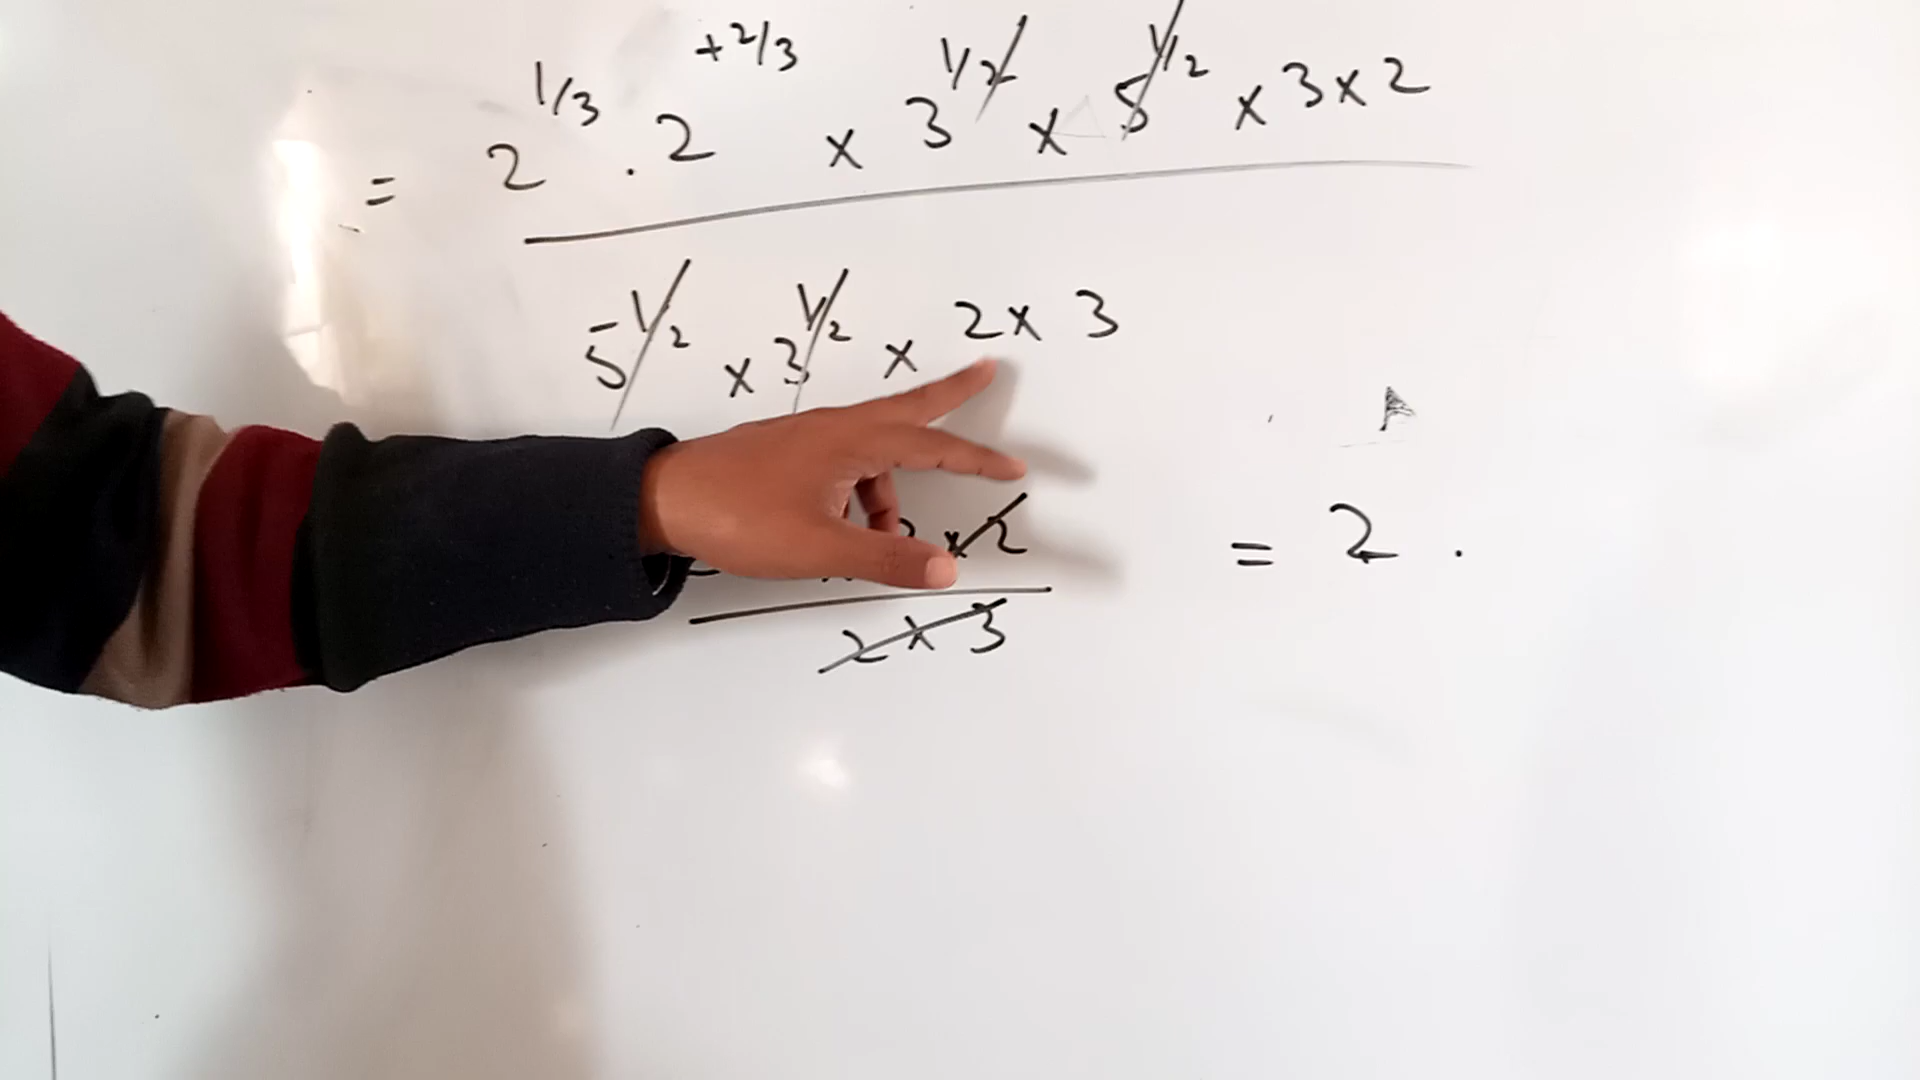 = 2^{1/3} . 2^{+2/3} x 3^{1/2} x 5^{1/2} x 3 x 2
5^{-1/2} x 3^{1/2} x 2 x 3
x 2 = 2 .
2 x 3